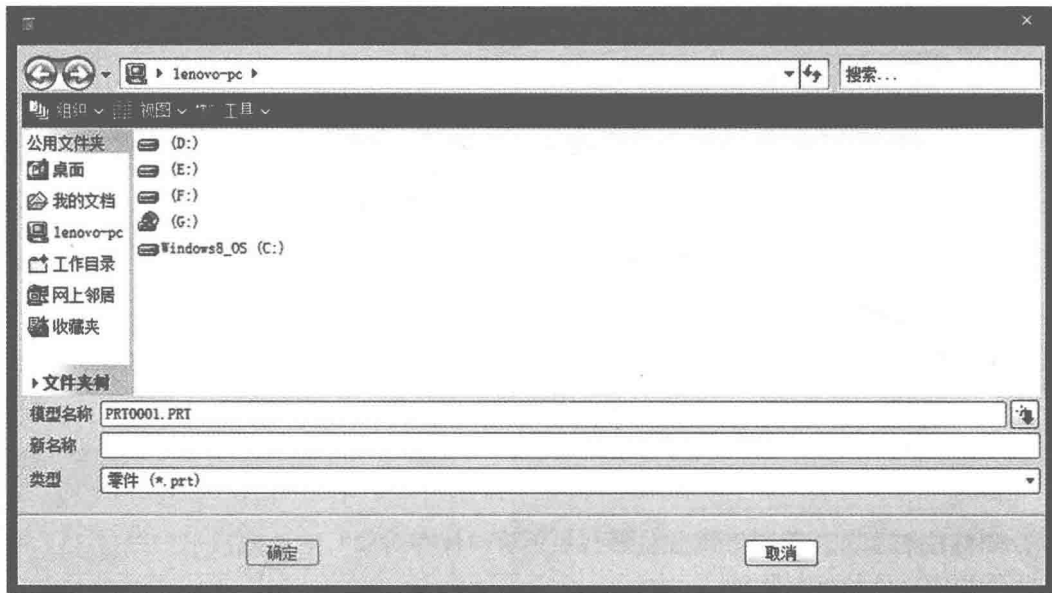 ×
lenovo-pc
搜索...
组织 视图 工具
公用文件夹
桌面
我的文档
lenovo-pc
工作目录
网上邻居
收藏夹
文件夹树
(D:)
(E:)
(F:)
(G:)
Windows8_OS (C:)
模型名称 PRT0001.PRT
新名称
类型 零件 (*.prt)
确定 取消